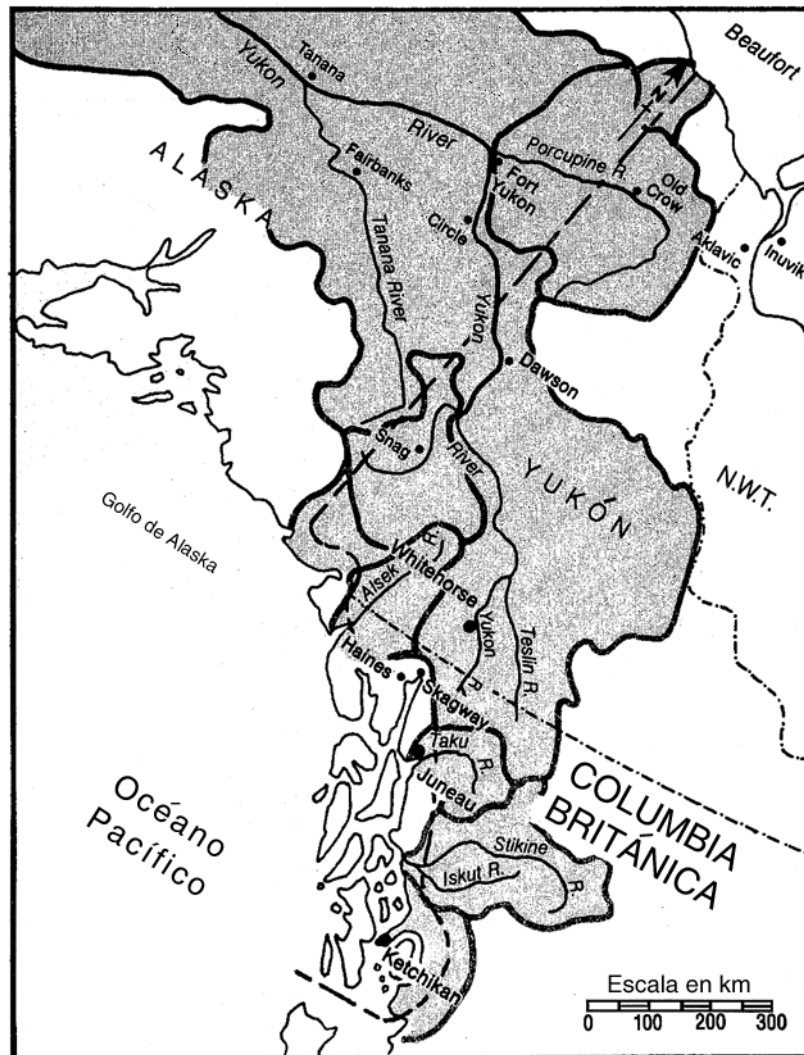 Beaufort
Yukon
Tanana
River
Porcupine R.
N
Old
Crow
Fort
Yukon
ALASKA
Fairbanks
Circle
Aklavic
Inuvik
Tanana River
Yukon
Dawson
Snag
River
YUKÓN
N.W.T.
Golfo de Alaska
R.
Whitehorse
Alsek
Yukon
R.
Teslin R.
Haines
Skagway
Taku
R.
Juneau
Océano
Pacífico
COLUMBIA
BRITÁNICA
Stikine
R.
Iskut R.
Ketchikan
Escala en km
0 100 200 300